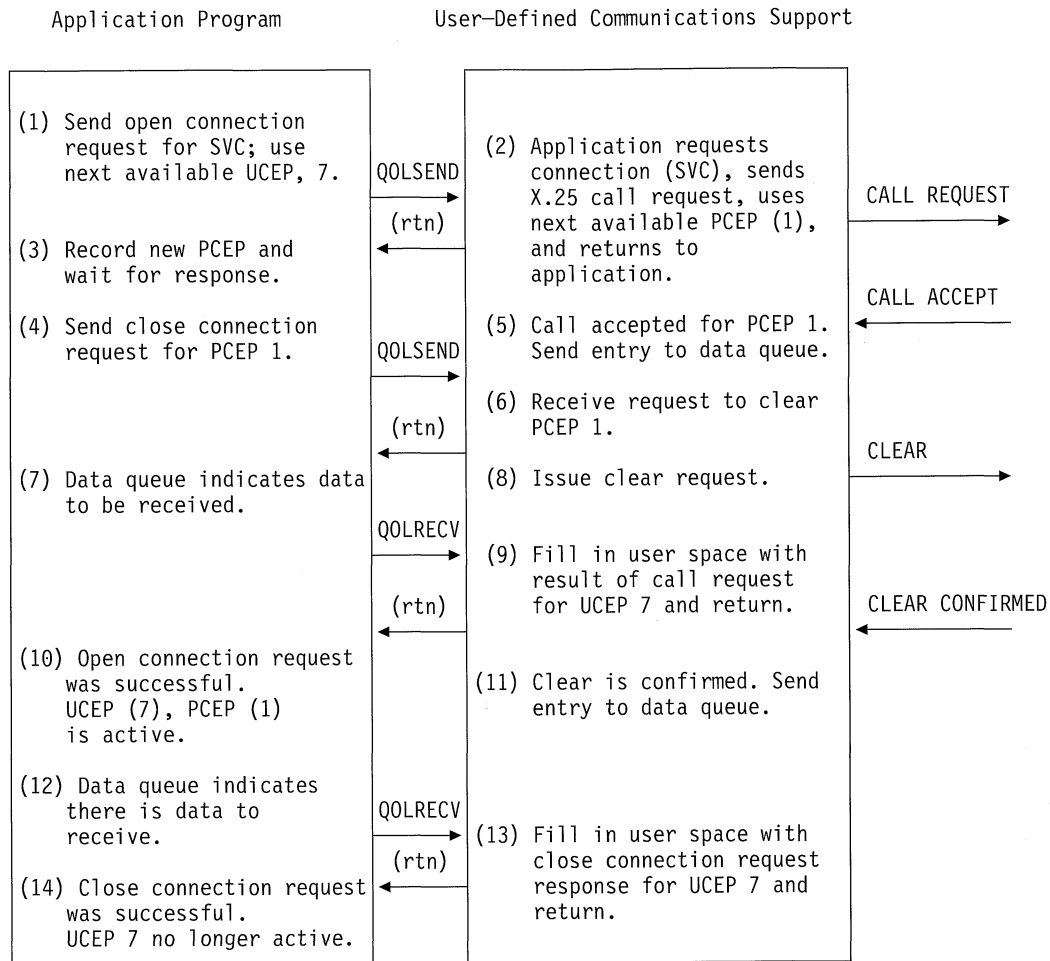 Application Program
User–Defined Communications Support
(1) Send open connection
request for SVC; use
next available UCEP, 7.
QOLSEND
(rtn)
(2) Application requests
connection (SVC), sends
X.25 call request, uses
next available PCEP (1),
and returns to
application.
CALL REQUEST
(3) Record new PCEP and
wait for response.
CALL ACCEPT
(4) Send close connection
request for PCEP 1.
QOLSEND
(rtn)
(5) Call accepted for PCEP 1.
Send entry to data queue.
(6) Receive request to clear
PCEP 1.
CLEAR
(7) Data queue indicates data
to be received.
(8) Issue clear request.
QOLRECV
(rtn)
(9) Fill in user space with
result of call request
for UCEP 7 and return.
CLEAR CONFIRMED
(10) Open connection request
was successful.
UCEP (7), PCEP (1)
is active.
(11) Clear is confirmed. Send
entry to data queue.
(12) Data queue indicates
there is data to
receive.
QOLRECV
(rtn)
(13) Fill in user space with
close connection request
response for UCEP 7 and
return.
(14) Close connection request
was successful.
UCEP 7 no longer active.